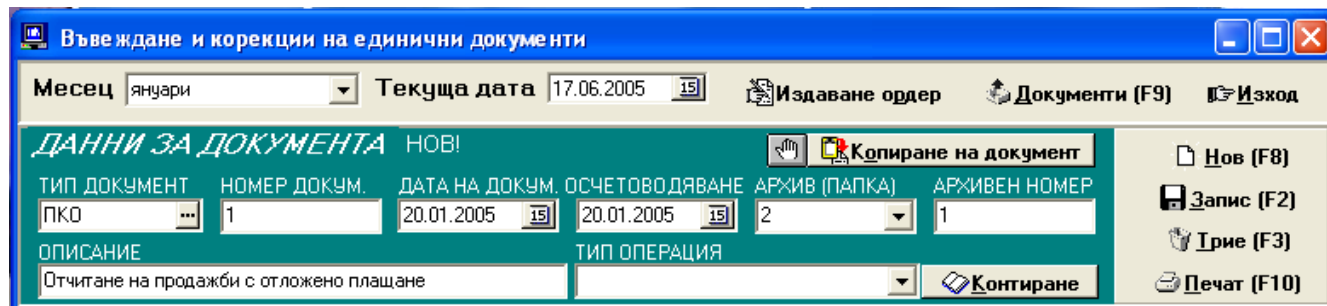 Въвеждане и корекции на единични документи
Месец януари Текуща дата 17.06.2005 15 Издаване ордер Документи (F9) Изход
ДАННИ ЗА ДОКУМЕНТА НОВ! Копиране на документ
Нов (F8)
ТИП ДОКУМЕНТ НОМЕР ДОКУМ. ДАТА НА ДОКУМ. ОСЧЕТОВОДЯВАНЕ АРХИВ (ПАПКА) АРХИВЕН НОМЕР
ПКО ... 1 20.01.2005 15 20.01.2005 15 2 1
Запис (F2)
Трие (F3)
ОПИСАНИЕ ТИП ОПЕРАЦИЯ
Отчитане на продажби с отложено плащане Контиране
Печат (F10)